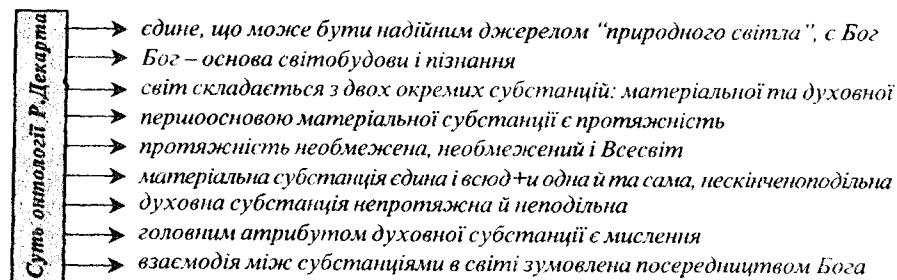 Суть онтології Р.Декарта
єдине, що може бути надійним джерелом "природного світла", є Бог
Бог – основа світобудови і пізнання
світ складається з двох окремих субстанцій: матеріальної та духовної
першоосновою матеріальної субстанції є протяжність
протяжність необмежена, необмежений і Всесвіт
матеріальна субстанція єдина і всюд+и одна й та сама, нескінченоподільна
духовна субстанція непротяжна й неподільна
головним атрибутом духовної субстанції є мислення
взаємодія між субстанціями в світі зумовлена посередництвом Бога